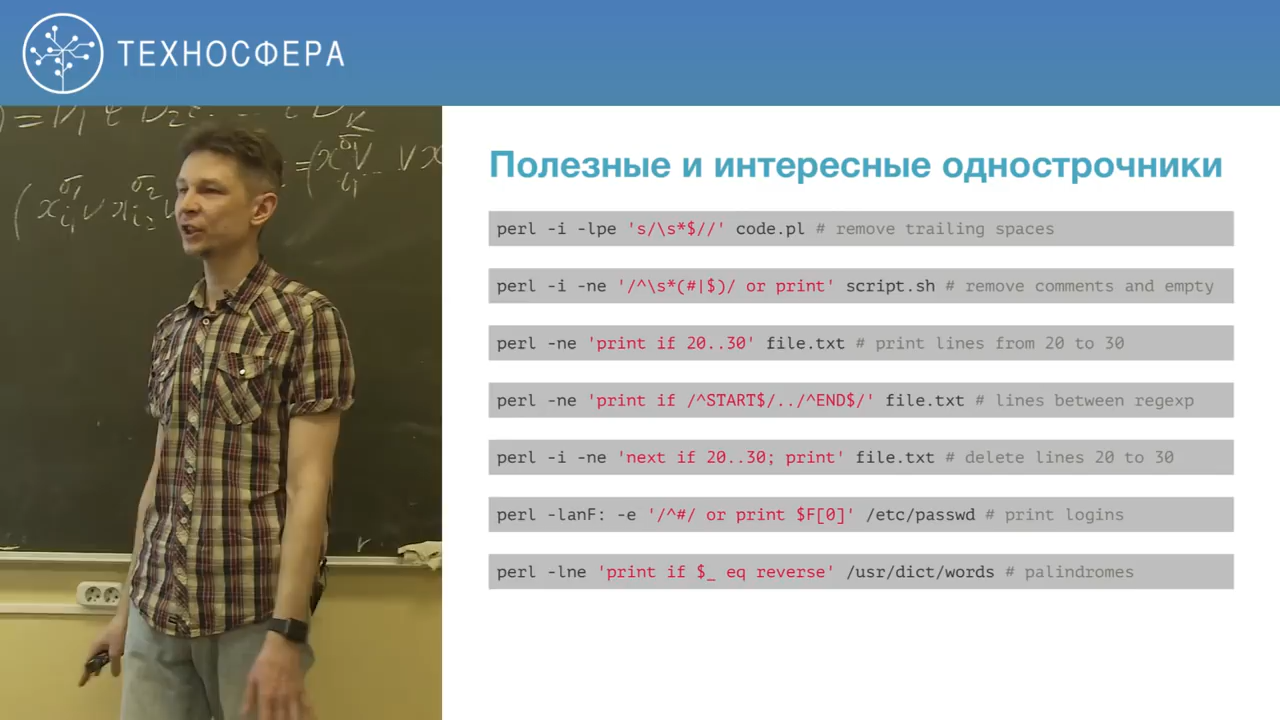 ТЕХНОСФЕРА
Полезные и интересные однострочники
perl -i -lpe 's/\s*$//' code.pl # remove trailing spaces
perl -i -ne '/^\s*(#|$)/ or print' script.sh # remove comments and empty
perl -ne 'print if 20..30' file.txt # print lines from 20 to 30
perl -ne 'print if /^START$/../^END$/' file.txt # lines between regexp
perl -i -ne 'next if 20..30; print' file.txt # delete lines 20 to 30
perl -lanF: -e '/^#/ or print $F[0]' /etc/passwd # print logins
perl -lne 'print if $_ eq reverse' /usr/dict/words # palindromes